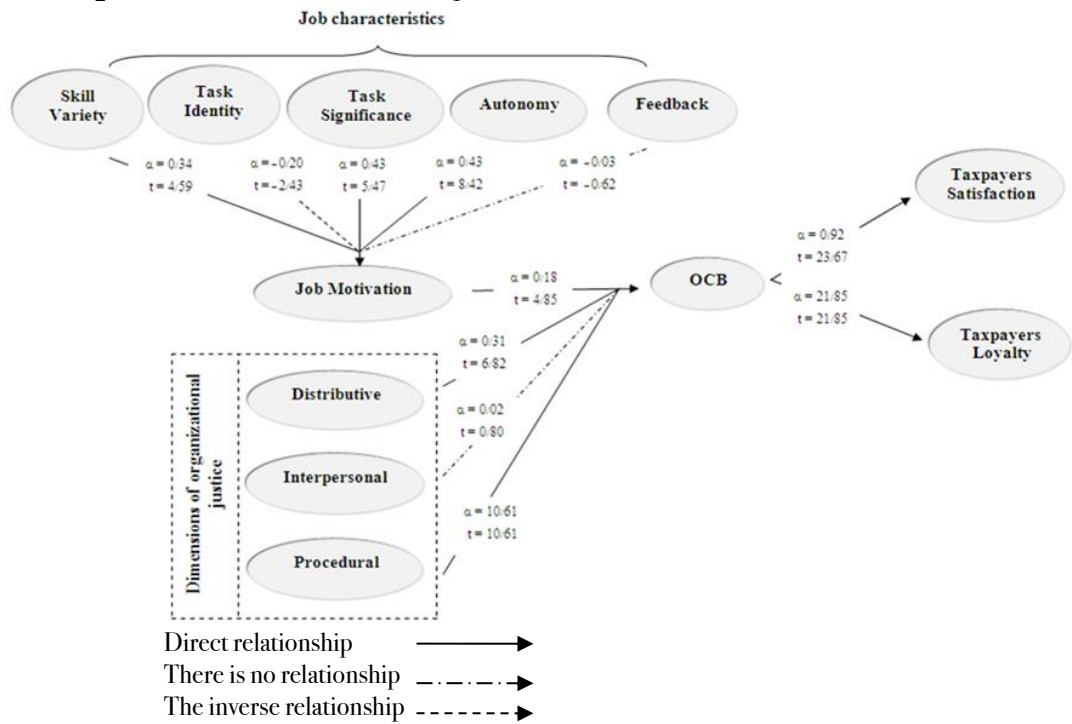 Job characteristics
Skill
Variety
Task
Identity
Task
Significance
Autonomy
Feedback
α = 0/34
t = 4/59
α = -0/20
t = -2/43
α = 0/43
t = 5/47
α = 0/43
t = 8/42
α = -0/03
t = -0/62
Taxpayers
Satisfaction
α = 0/92
t = 23/67
Job Motivation
α = 0/18
t = 4/85
OCB
α = 21/85
t = 21/85
Taxpayers
Loyalty
α = 0/31
t = 6/82
Dimensions of organizational
justice
Distributive
α = 0/02
t = 0/80
Interpersonal
α = 10/61
t = 10/61
Procedural
Direct relationship
There is no relationship
The inverse relationship